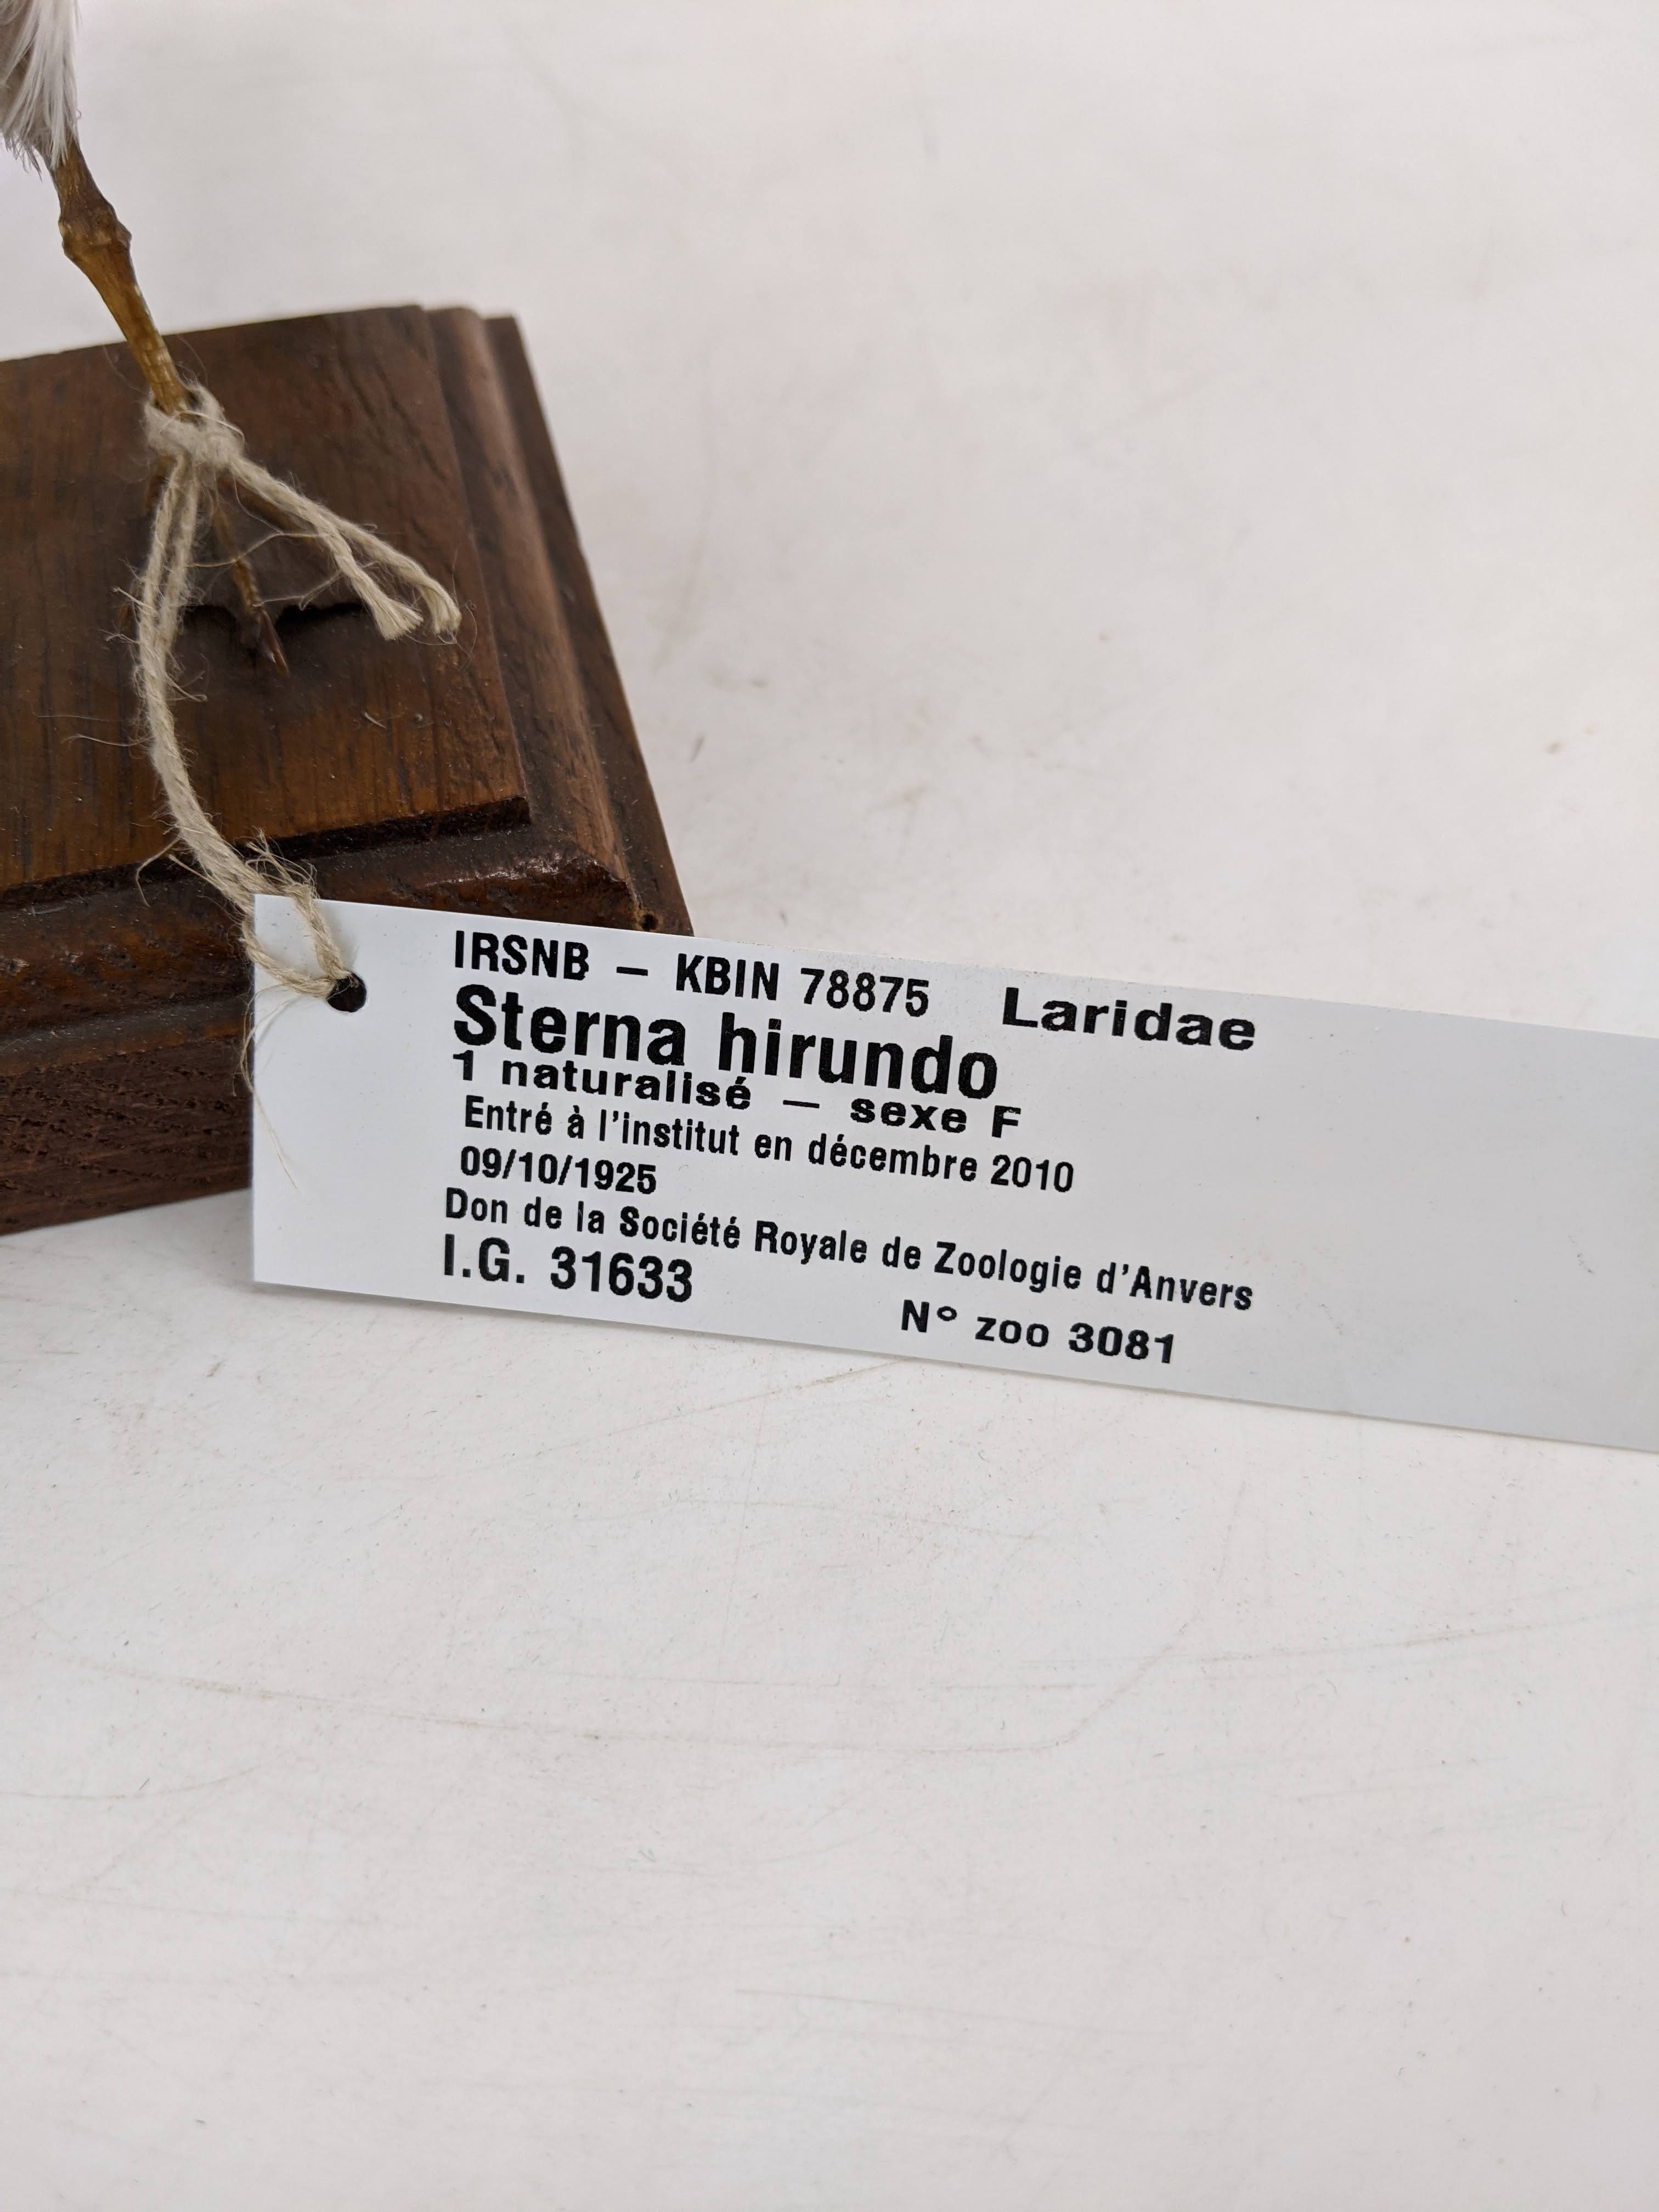 IRSNB – KBIN 78875 Laridae
Sterna hirundo
1 naturalisé – sexe F
Entré à l'institut en décembre 2010
09/10/1925
Don de la Société Royale de Zoologie d'Anvers
I.G. 31633 N° zoo 3081